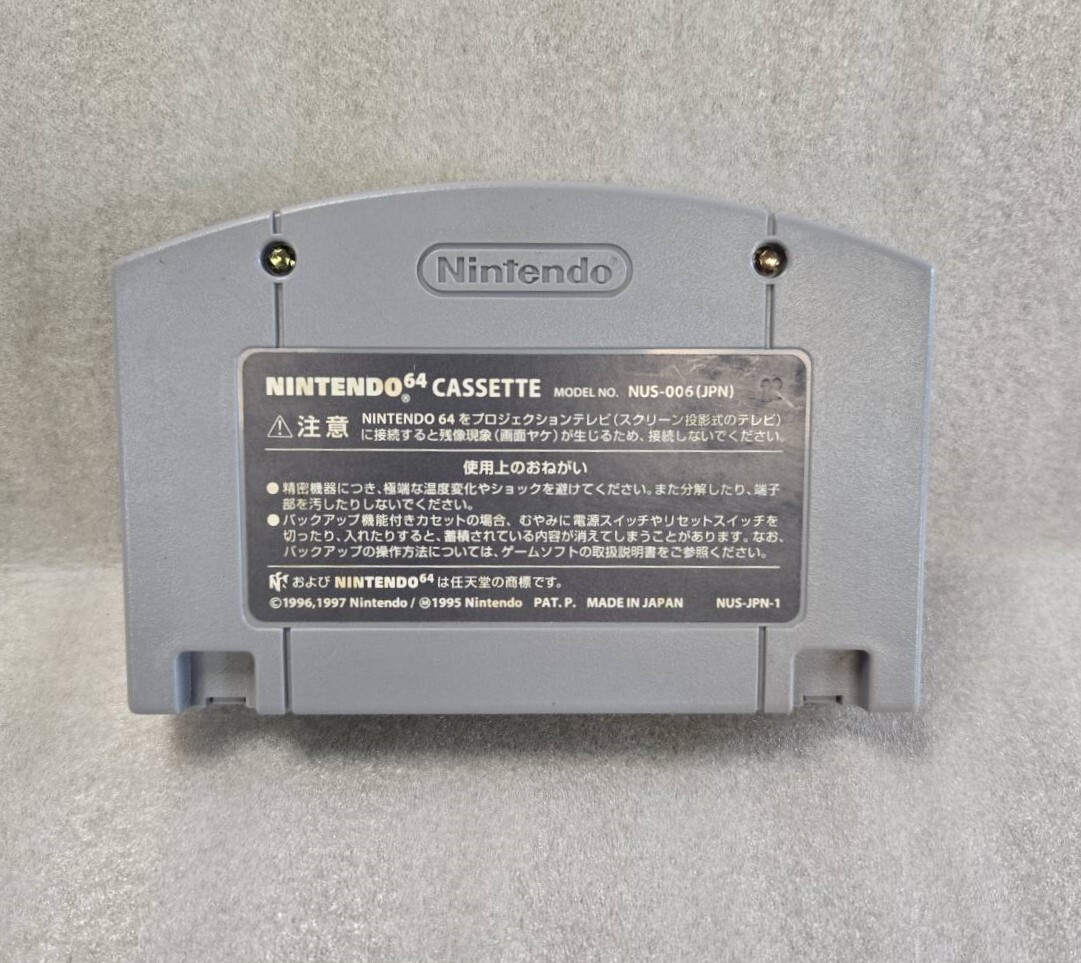 Nintendo®
NINTENDO64® CASSETTE MODEL NO. NUS-006(JPN)
⚠注意 NINTENDO 64 をプロジェクションテレビ(スクリーン投影式のテレビ)
に接続すると残像現象(画面ヤケ)が生じるため、接続しないでください。
使用上のおねがい
●精密機器につき、極端な温度変化やショックを避けてください。また分解したり、端子
部を汚したりしないでください。
●バックアップ機能付きカセットの場合、むやみに電源スイッチやリセットスイッチを
切ったり、入れたりすると、蓄積されている内容が消えてしまうことがあります。なお、
バックアップの操作方法については、ゲームソフトの取扱説明書をご参照ください。
および NINTENDO64 は任天堂の商標です。
©1996,1997 Nintendo / Ⓜ1995 Nintendo PAT. P. MADE IN JAPAN NUS-JPN-1